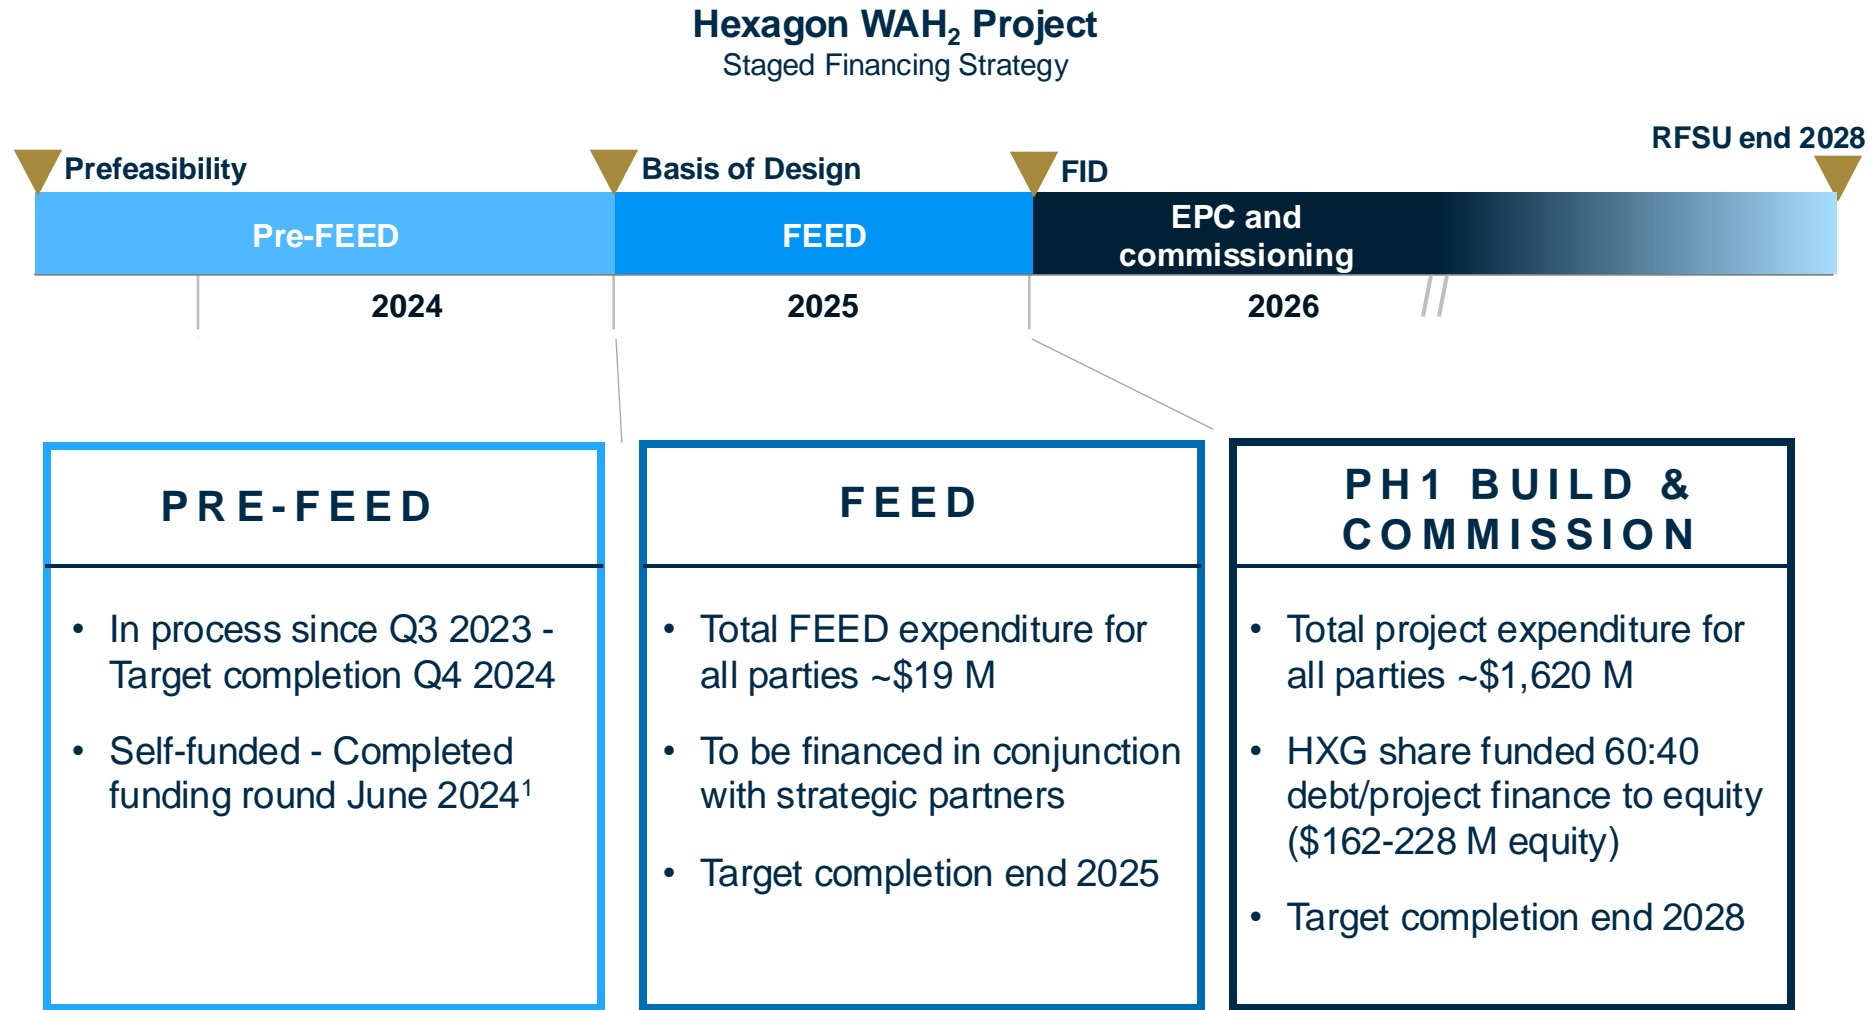 Hexagon WAH₂ Project
Staged Financing Strategy
RFSU end 2028
Prefeasibility
Basis of Design
FID
Pre-FEED
FEED
EPC and
commissioning
2024
2025
2026
PRE-FEED
• In process since Q3 2023 -
Target completion Q4 2024
• Self-funded - Completed
funding round June 2024¹
FEED
• Total FEED expenditure for
all parties ~$19 M
• To be financed in conjunction
with strategic partners
• Target completion end 2025
PH1 BUILD &
COMMISSION
• Total project expenditure for
all parties ~$1,620 M
• HXG share funded 60:40
debt/project finance to equity
($162-228 M equity)
• Target completion end 2028